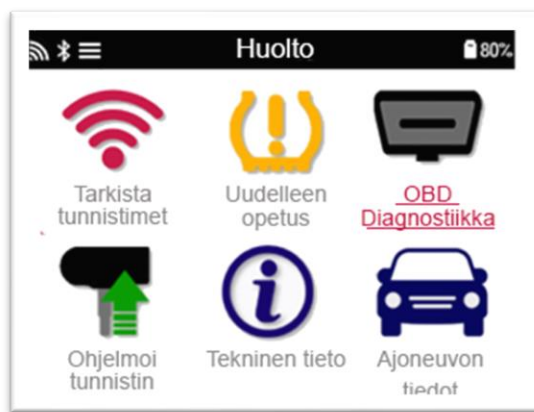 Huolto
80%
Tarkista
tunnistimet
Uudelleen
opetus
OBD
Diagnostiikka
Ohjelmoi
tunnistin
Tekninen tieto
Ajoneuvon
tiedot